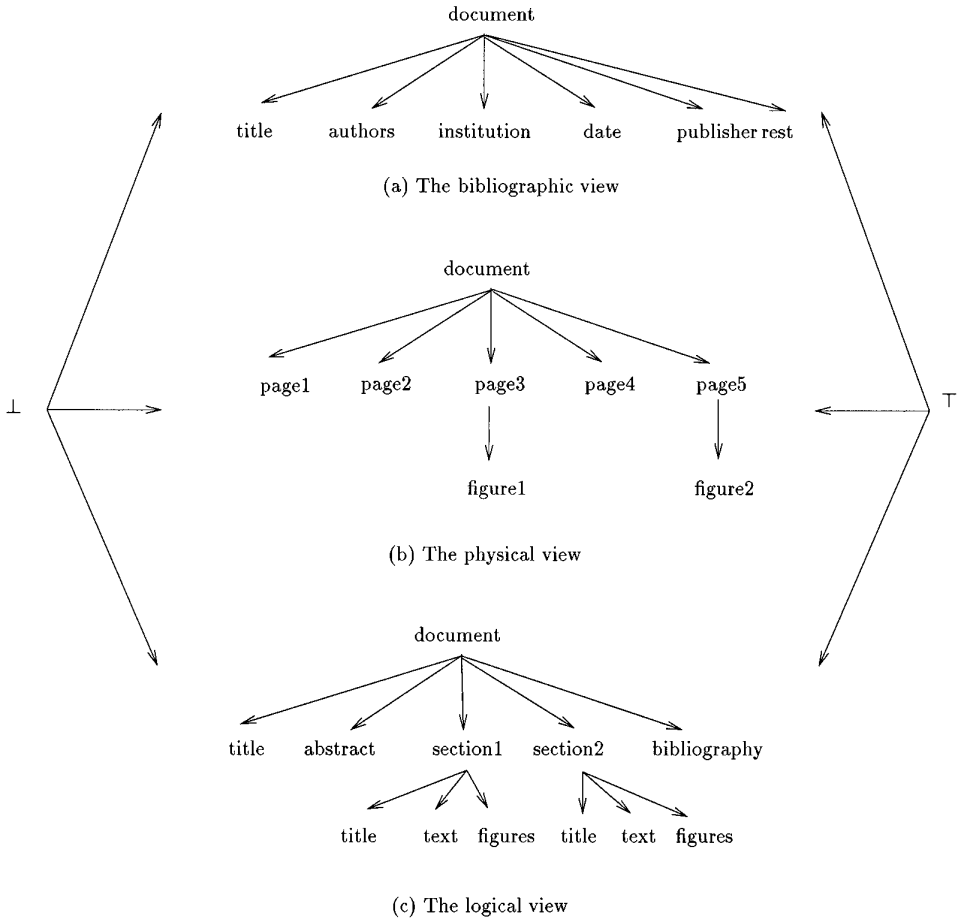 document
title authors institution date publisher rest
(a) The bibliographic view
document
page1 page2 page3 page4 page5
⊥ ⊤
figure1 figure2
(b) The physical view
document
title abstract section1 section2 bibliography
title text figures title text figures
(c) The logical view